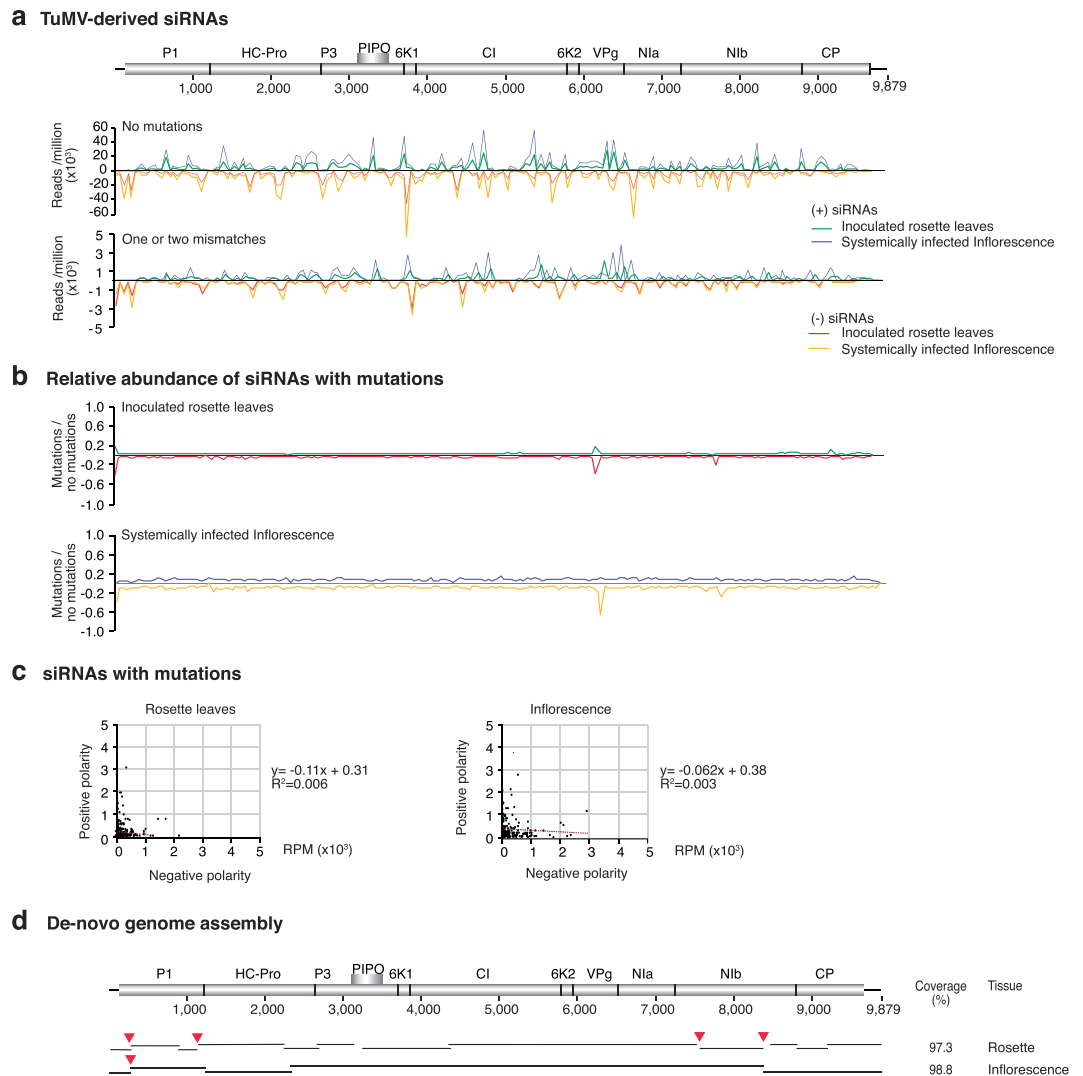 a TuMV-derived siRNAs
P1 HC-Pro P3 PIPO 6K1 CI 6K2 VPg NIa NIb CP
1,000 2,000 3,000 4,000 5,000 6,000 7,000 8,000 9,000 9,879
No mutations
Reads /million (x10³)
60
40
20
0
-20
-40
-60
(+) siRNAs
Inoculated rosette leaves
Systemically infected Inflorescence
One or two mismatches
Reads /million (x10³)
5
3
1
-1
-3
-5
(-) siRNAs
Inoculated rosette leaves
Systemically infected Inflorescence
b Relative abundance of siRNAs with mutations
Inoculated rosette leaves
Mutations / no mutations
1.0
0.6
0.2
-0.2
-0.6
-1.0
Systemically infected Inflorescence
Mutations / no mutations
1.0
0.6
0.2
-0.2
-0.6
-1.0
c siRNAs with mutations
Rosette leaves
Positive polarity
5
4
3
2
1
0
0 1 2 3 4 5
RPM (x10³)
Negative polarity
y= -0.11x + 0.31
R²=0.006
Inflorescence
Positive polarity
5
4
3
2
1
0
0 1 2 3 4 5
RPM (x10³)
Negative polarity
y= -0.062x + 0.38
R²=0.003
d De-novo genome assembly
P1 HC-Pro P3 PIPO 6K1 CI 6K2 VPg NIa NIb CP
1,000 2,000 3,000 4,000 5,000 6,000 7,000 8,000 9,000 9,879
Coverage (%) Tissue
97.3 Rosette
98.8 Inflorescence